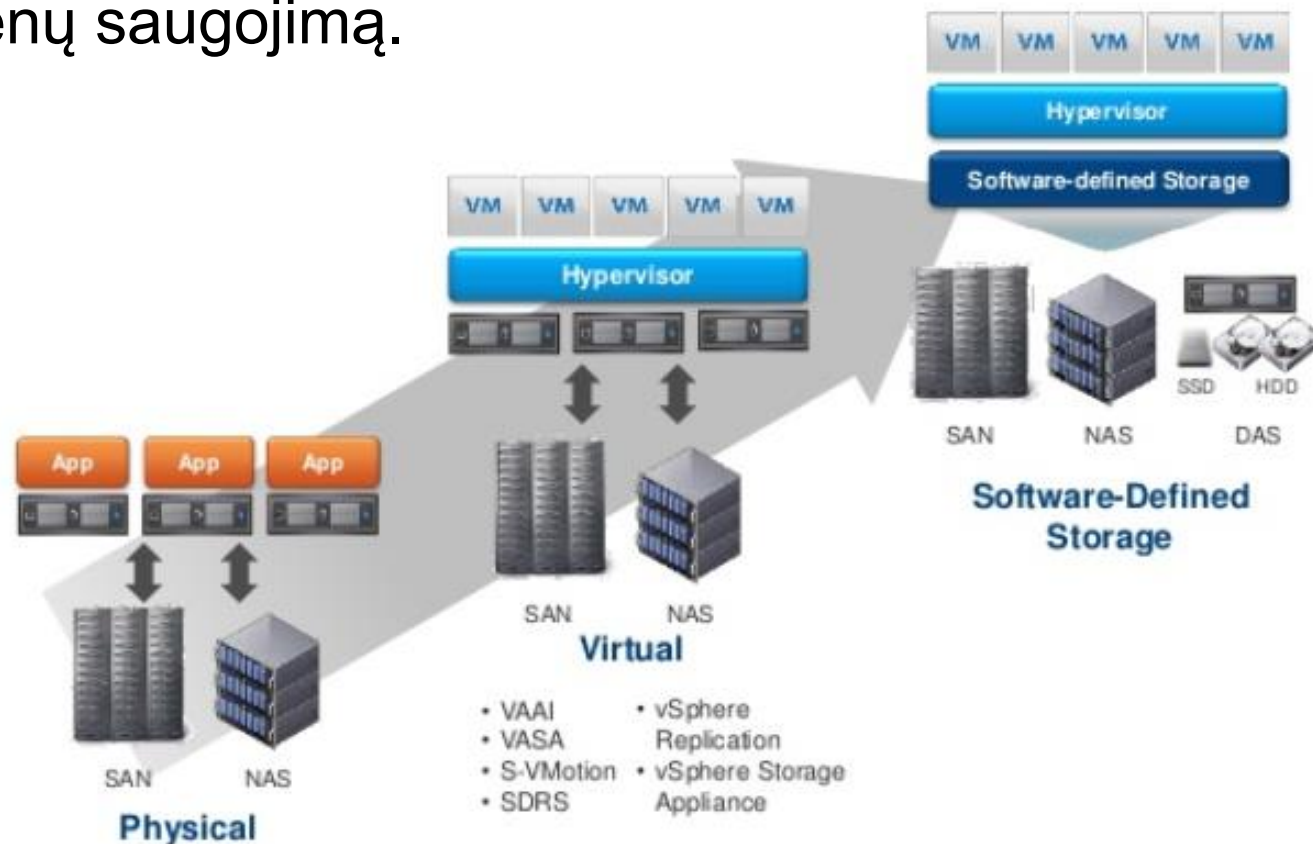 enų saugojimą.
VM VM VM VM VM
Hypervisor
Software-defined Storage
SSD HDD
SAN NAS DAS
Software-Defined
Storage
VM VM VM VM VM
Hypervisor
SAN NAS
Virtual
• VAAI
• VASA
• S-VMotion
• SDRS
• vSphere
Replication
• vSphere Storage
Appliance
App App App
SAN NAS
Physical